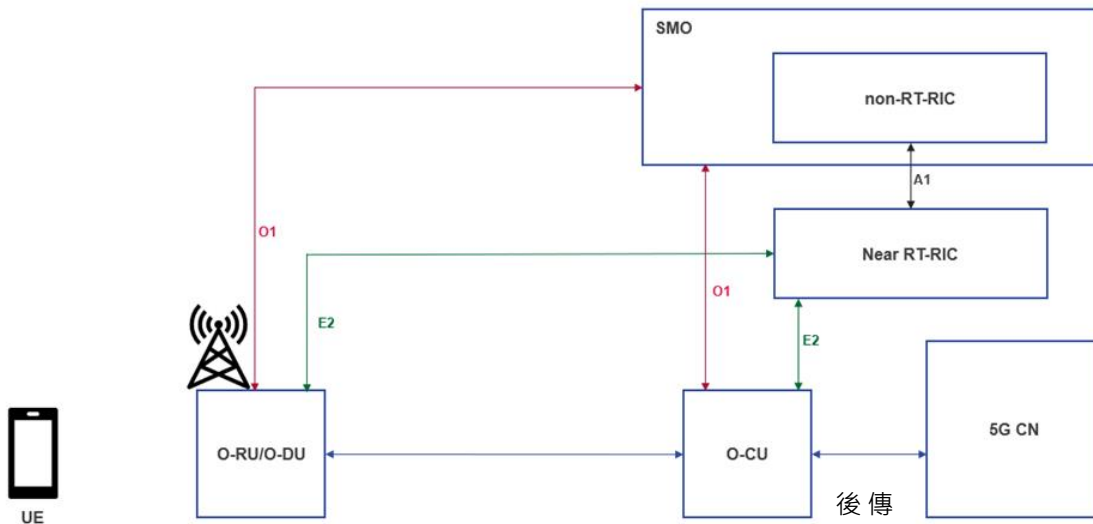 SMO
non-RT-RIC
A1
O1
Near RT-RIC
O1
E2
E2
5G CN
O-RU/O-DU
O-CU
後傳
UE